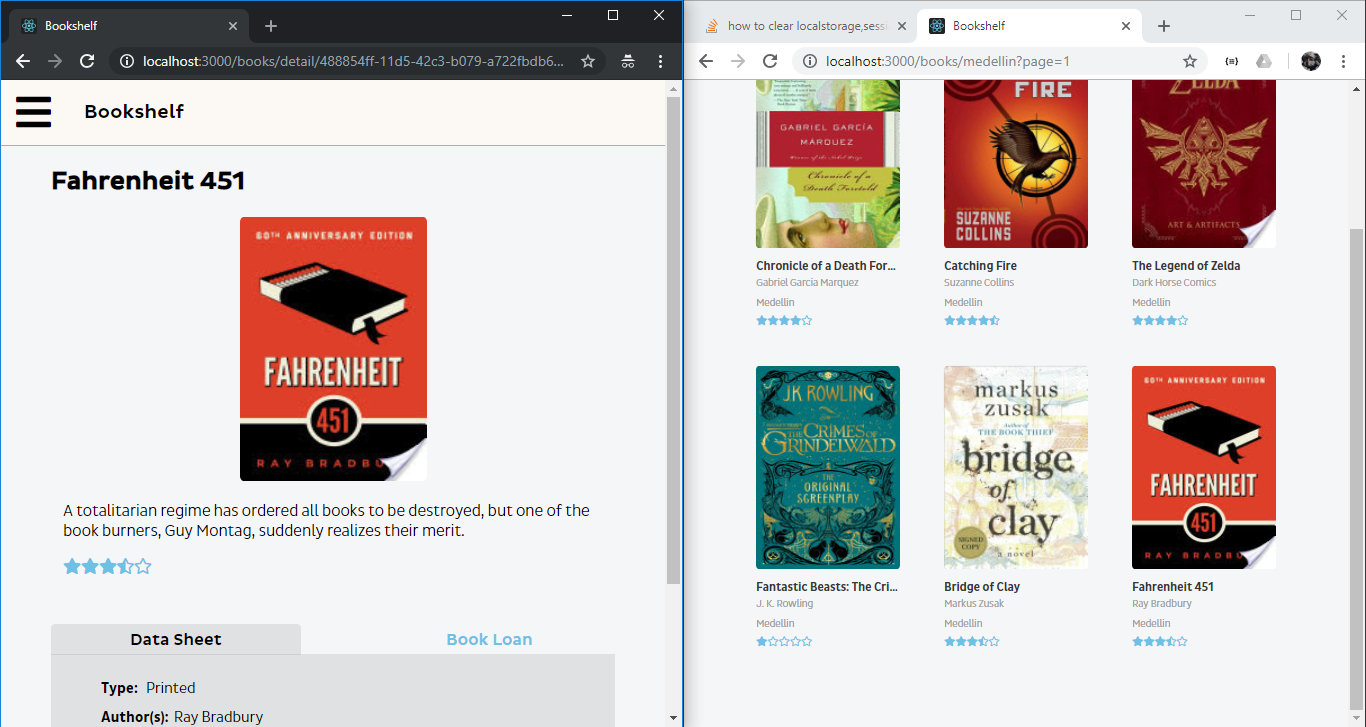 Bookshelf
localhost:3000/books/detail/488854ff-11d5-42c3-b079-a722fbdb6...
Bookshelf
Fahrenheit 451
60TH ANNIVERSARY EDITION
FAHRENHEIT
451
RAY BRADBU
A totalitarian regime has ordered all books to be destroyed, but one of the
book burners, Guy Montag, suddenly realizes their merit.
Data Sheet
Book Loan
Type: Printed
Author(s): Ray Bradbury
how to clear localstorage,sess
Bookshelf
localhost:3000/books/medellin?page=1
GABRIEL GARCÍA
MÁRQUEZ
Winner of the Nobel Prize
Chronicle of a
Death Foretold
Chronicle of a Death For...
Gabriel Garcia Marquez
Medellin
FIRE
SUZANNE
COLLINS
Catching Fire
Suzanne Collins
Medellin
ZELDA
ART & ARTIFACTS
The Legend of Zelda
Dark Horse Comics
Medellin
JK ROWLING
THE CRIMES OF
GRINDELWALD
THE
ORIGINAL
SCREENPLAY
Fantastic Beasts: The Cri...
J. K. Rowling
Medellin
markus
zusak
Author of
THE BOOK THIEF
bridge
of
clay
SIGNED
COPY
a novel
Bridge of Clay
Markus Zusak
Medellin
60TH ANNIVERSARY EDITION
FAHRENHEIT
451
RAY BRADBU
Fahrenheit 451
Ray Bradbury
Medellin